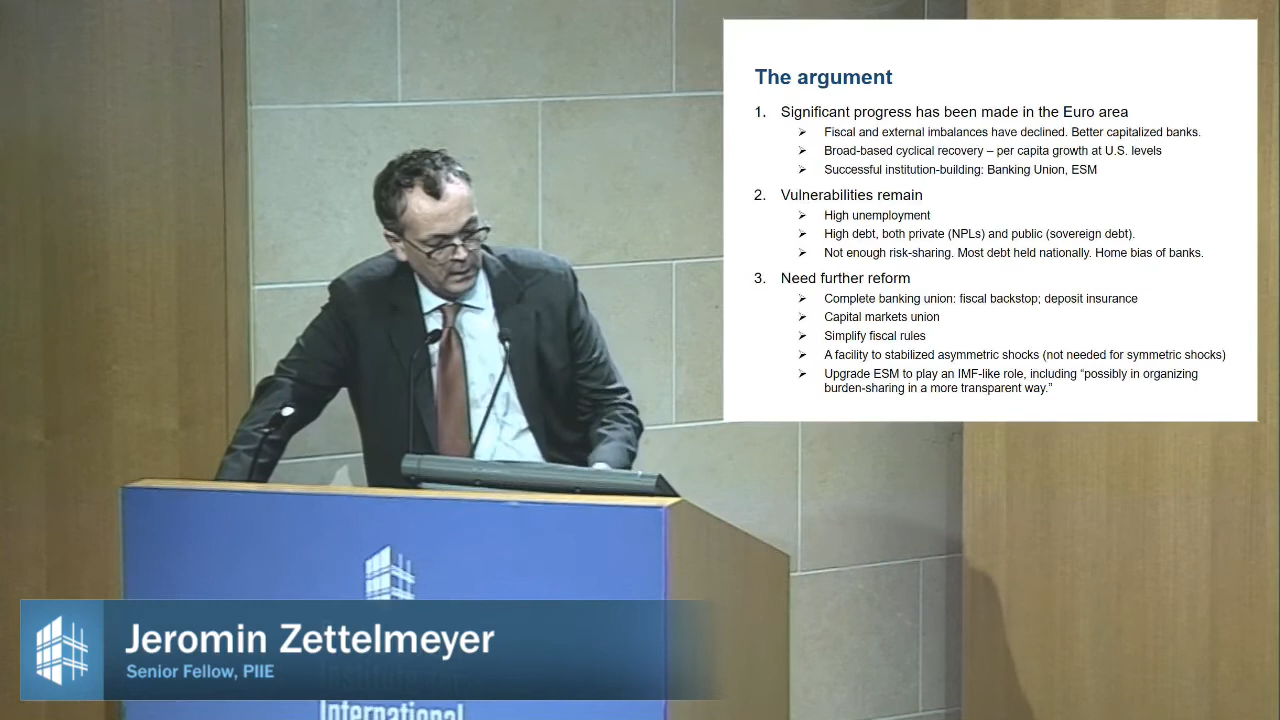 The argument
1. Significant progress has been made in the Euro area
➢ Fiscal and external imbalances have declined. Better capitalized banks.
➢ Broad-based cyclical recovery – per capita growth at U.S. levels
➢ Successful institution-building: Banking Union, ESM
2. Vulnerabilities remain
➢ High unemployment
➢ High debt, both private (NPLs) and public (sovereign debt).
➢ Not enough risk-sharing. Most debt held nationally. Home bias of banks.
3. Need further reform
➢ Complete banking union: fiscal backstop; deposit insurance
➢ Capital markets union
➢ Simplify fiscal rules
➢ A facility to stabilized asymmetric shocks (not needed for symmetric shocks)
➢ Upgrade ESM to play an IMF-like role, including “possibly in organizing
burden-sharing in a more transparent way.”
Jeromin Zettelmeyer
Senior Fellow, PIIE
International